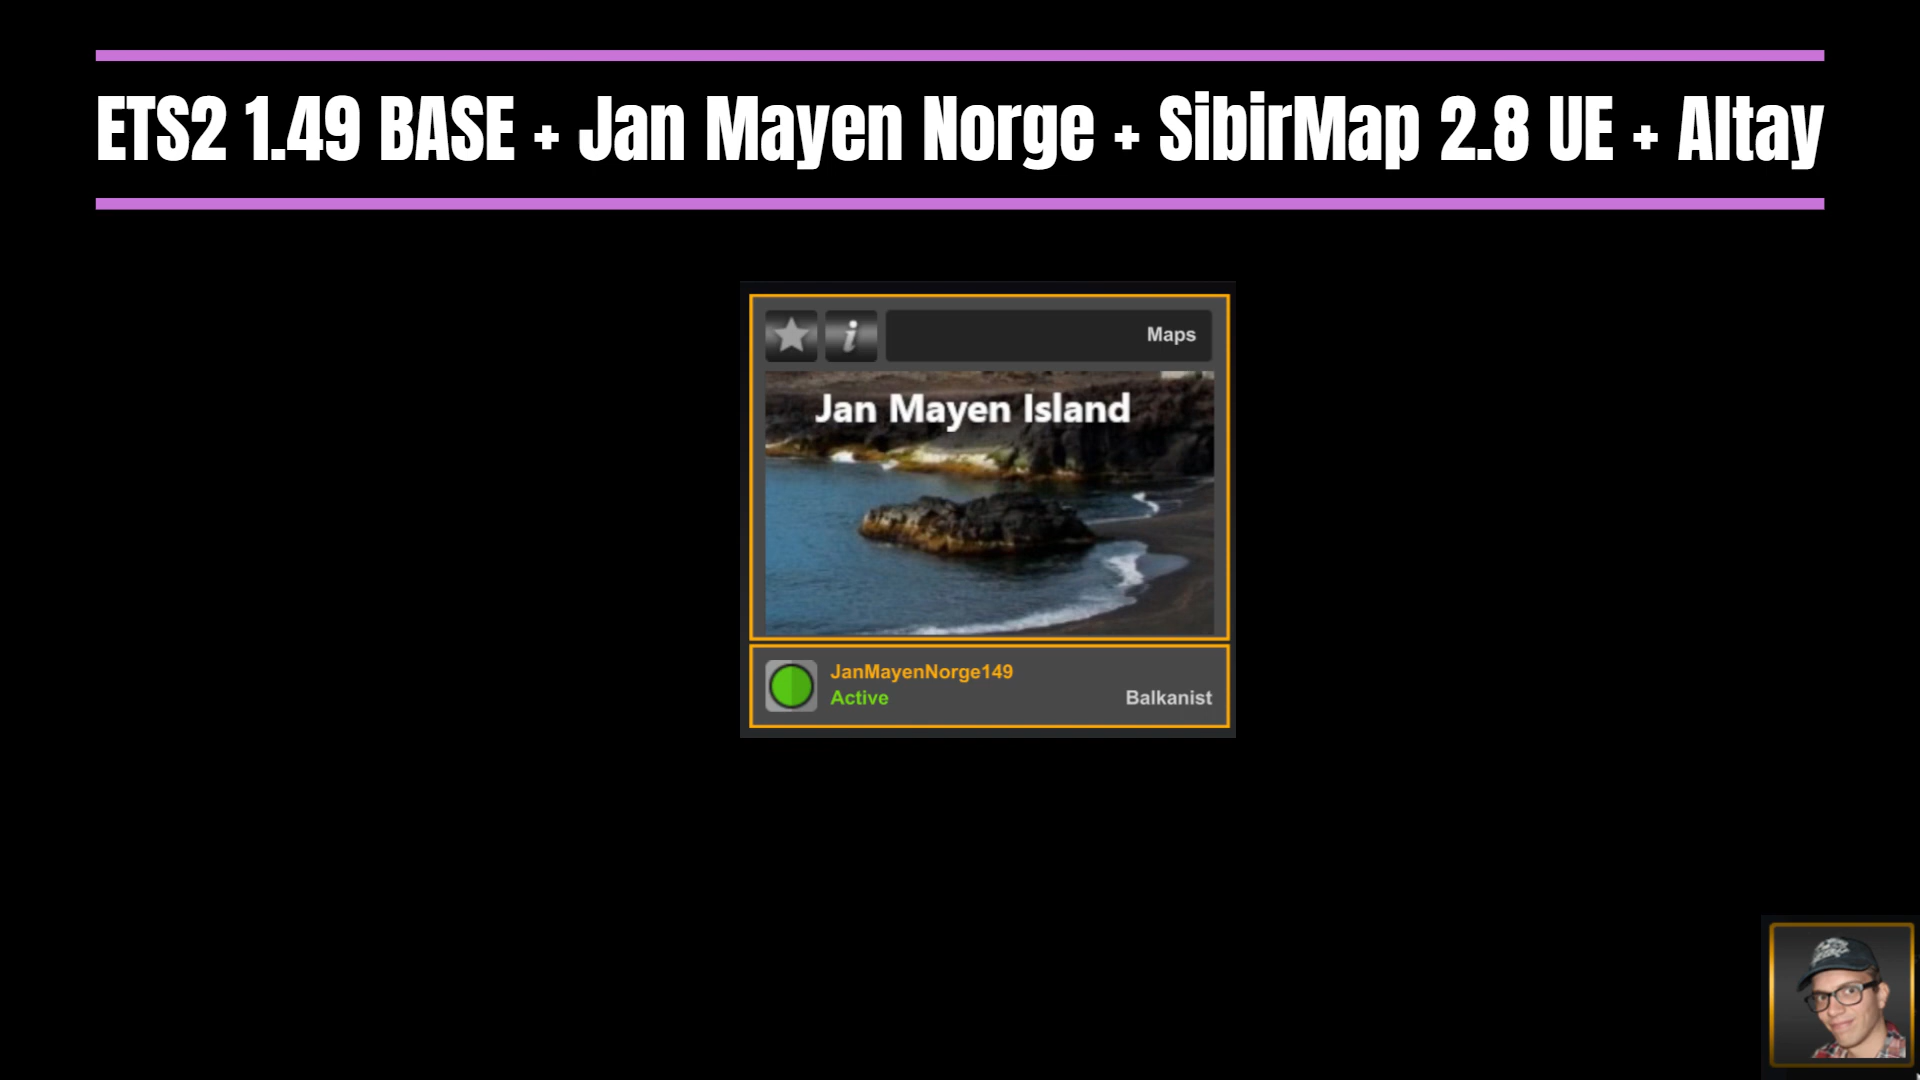 ETS2 1.49 BASE + Jan Mayen Norge + SibirMap 2.8 UE + Altay
Maps
Jan Mayen Island
JanMayenNorge149
Active
Balkanist